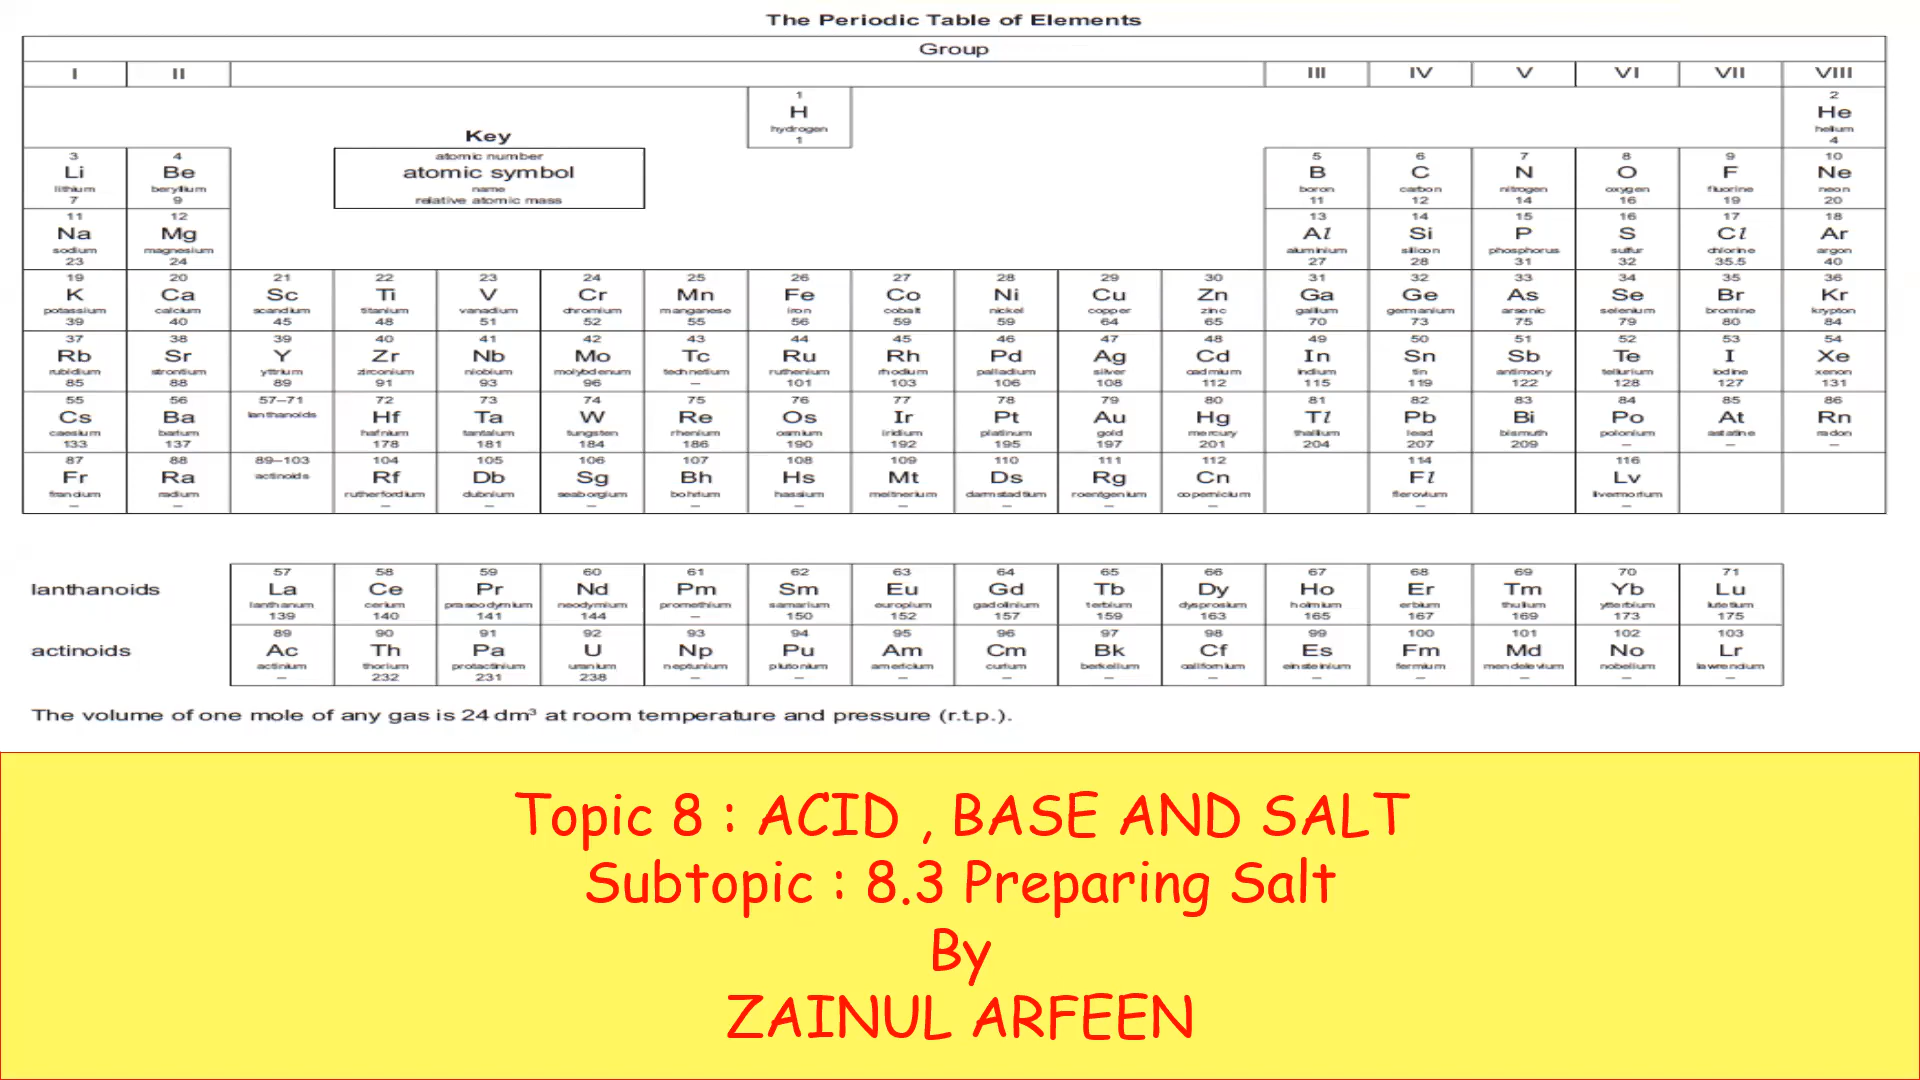 The Periodic Table of Elements
Group
I II III IV V VI VII VIII
1 2
H He
hydrogen helium
1 4
Key
atomic number
atomic symbol
name
relative atomic mass
3 4 5 6 7 8 9 10
Li Be B C N O F Ne
lithium beryllium boron carbon nitrogen oxygen fluorine neon
7 9 11 12 14 16 19 20
11 12 13 14 15 16 17 18
Na Mg Al Si P S Cl Ar
sodium magnesium aluminium silicon phosphorus sulfur chlorine argon
23 24 27 28 31 32 35.5 40
19 20 21 22 23 24 25 26 27 28 29 30 31 32 33 34 35 36
K Ca Sc Ti V Cr Mn Fe Co Ni Cu Zn Ga Ge As Se Br Kr
potassium calcium scandium titanium vanadium chromium manganese iron cobalt nickel copper zinc gallium germanium arsenic selenium bromine krypton
39 40 45 48 51 52 55 56 59 59 64 65 70 73 75 79 80 84
37 38 39 40 41 42 43 44 45 46 47 48 49 50 51 52 53 54
Rb Sr Y Zr Nb Mo Tc Ru Rh Pd Ag Cd In Sn Sb Te I Xe
rubidium strontium yttrium zirconium niobium molybdenum technetium ruthenium rhodium palladium silver cadmium indium tin antimony tellurium iodine xenon
85 88 89 91 93 96 – 101 103 106 108 112 115 119 122 128 127 131
55 56 57–71 72 73 74 75 76 77 78 79 80 81 82 83 84 85 86
Cs Ba lanthanoids Hf Ta W Re Os Ir Pt Au Hg Tl Pb Bi Po At Rn
caesium barium hafnium tantalum tungsten rhenium osmium iridium platinum gold mercury thallium lead bismuth polonium astatine radon
133 137 178 181 184 186 190 192 195 197 201 204 207 209 – – –
87 88 89–103 104 105 106 107 108 109 110 111 112 114 116
Fr Ra actinoids Rf Db Sg Bh Hs Mt Ds Rg Cn Fl Lv
francium radium rutherfordium dubnium seaborgium bohrium hassium meitnerium darmstadtium roentgenium copernicium flerovium livermorium
– – – – – – – – – – – – –
57 58 59 60 61 62 63 64 65 66 67 68 69 70 71
lanthanoids La Ce Pr Nd Pm Sm Eu Gd Tb Dy Ho Er Tm Yb Lu
lanthanum cerium praseodymium neodymium promethium samarium europium gadolinium terbium dysprosium holmium erbium thulium ytterbium lutetium
139 140 141 144 – 150 152 157 159 163 165 167 169 173 175
89 90 91 92 93 94 95 96 97 98 99 100 101 102 103
actinoids Ac Th Pa U Np Pu Am Cm Bk Cf Es Fm Md No Lr
actinium thorium protactinium uranium neptunium plutonium americium curium berkelium californium einsteinium fermium mendelevium nobelium lawrencium
– 232 231 238 – – – – – – – – – – –
The volume of one mole of any gas is 24 dm³ at room temperature and pressure (r.t.p.).
Topic 8 : ACID , BASE AND SALT
Subtopic : 8.3 Preparing Salt
By
ZAINUL ARFEEN